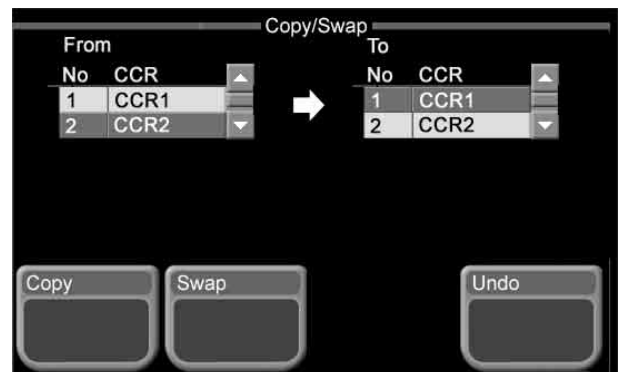 Copy/Swap
From To
No CCR No CCR
1 CCR1 1 CCR1
2 CCR2 2 CCR2
Copy Swap Undo